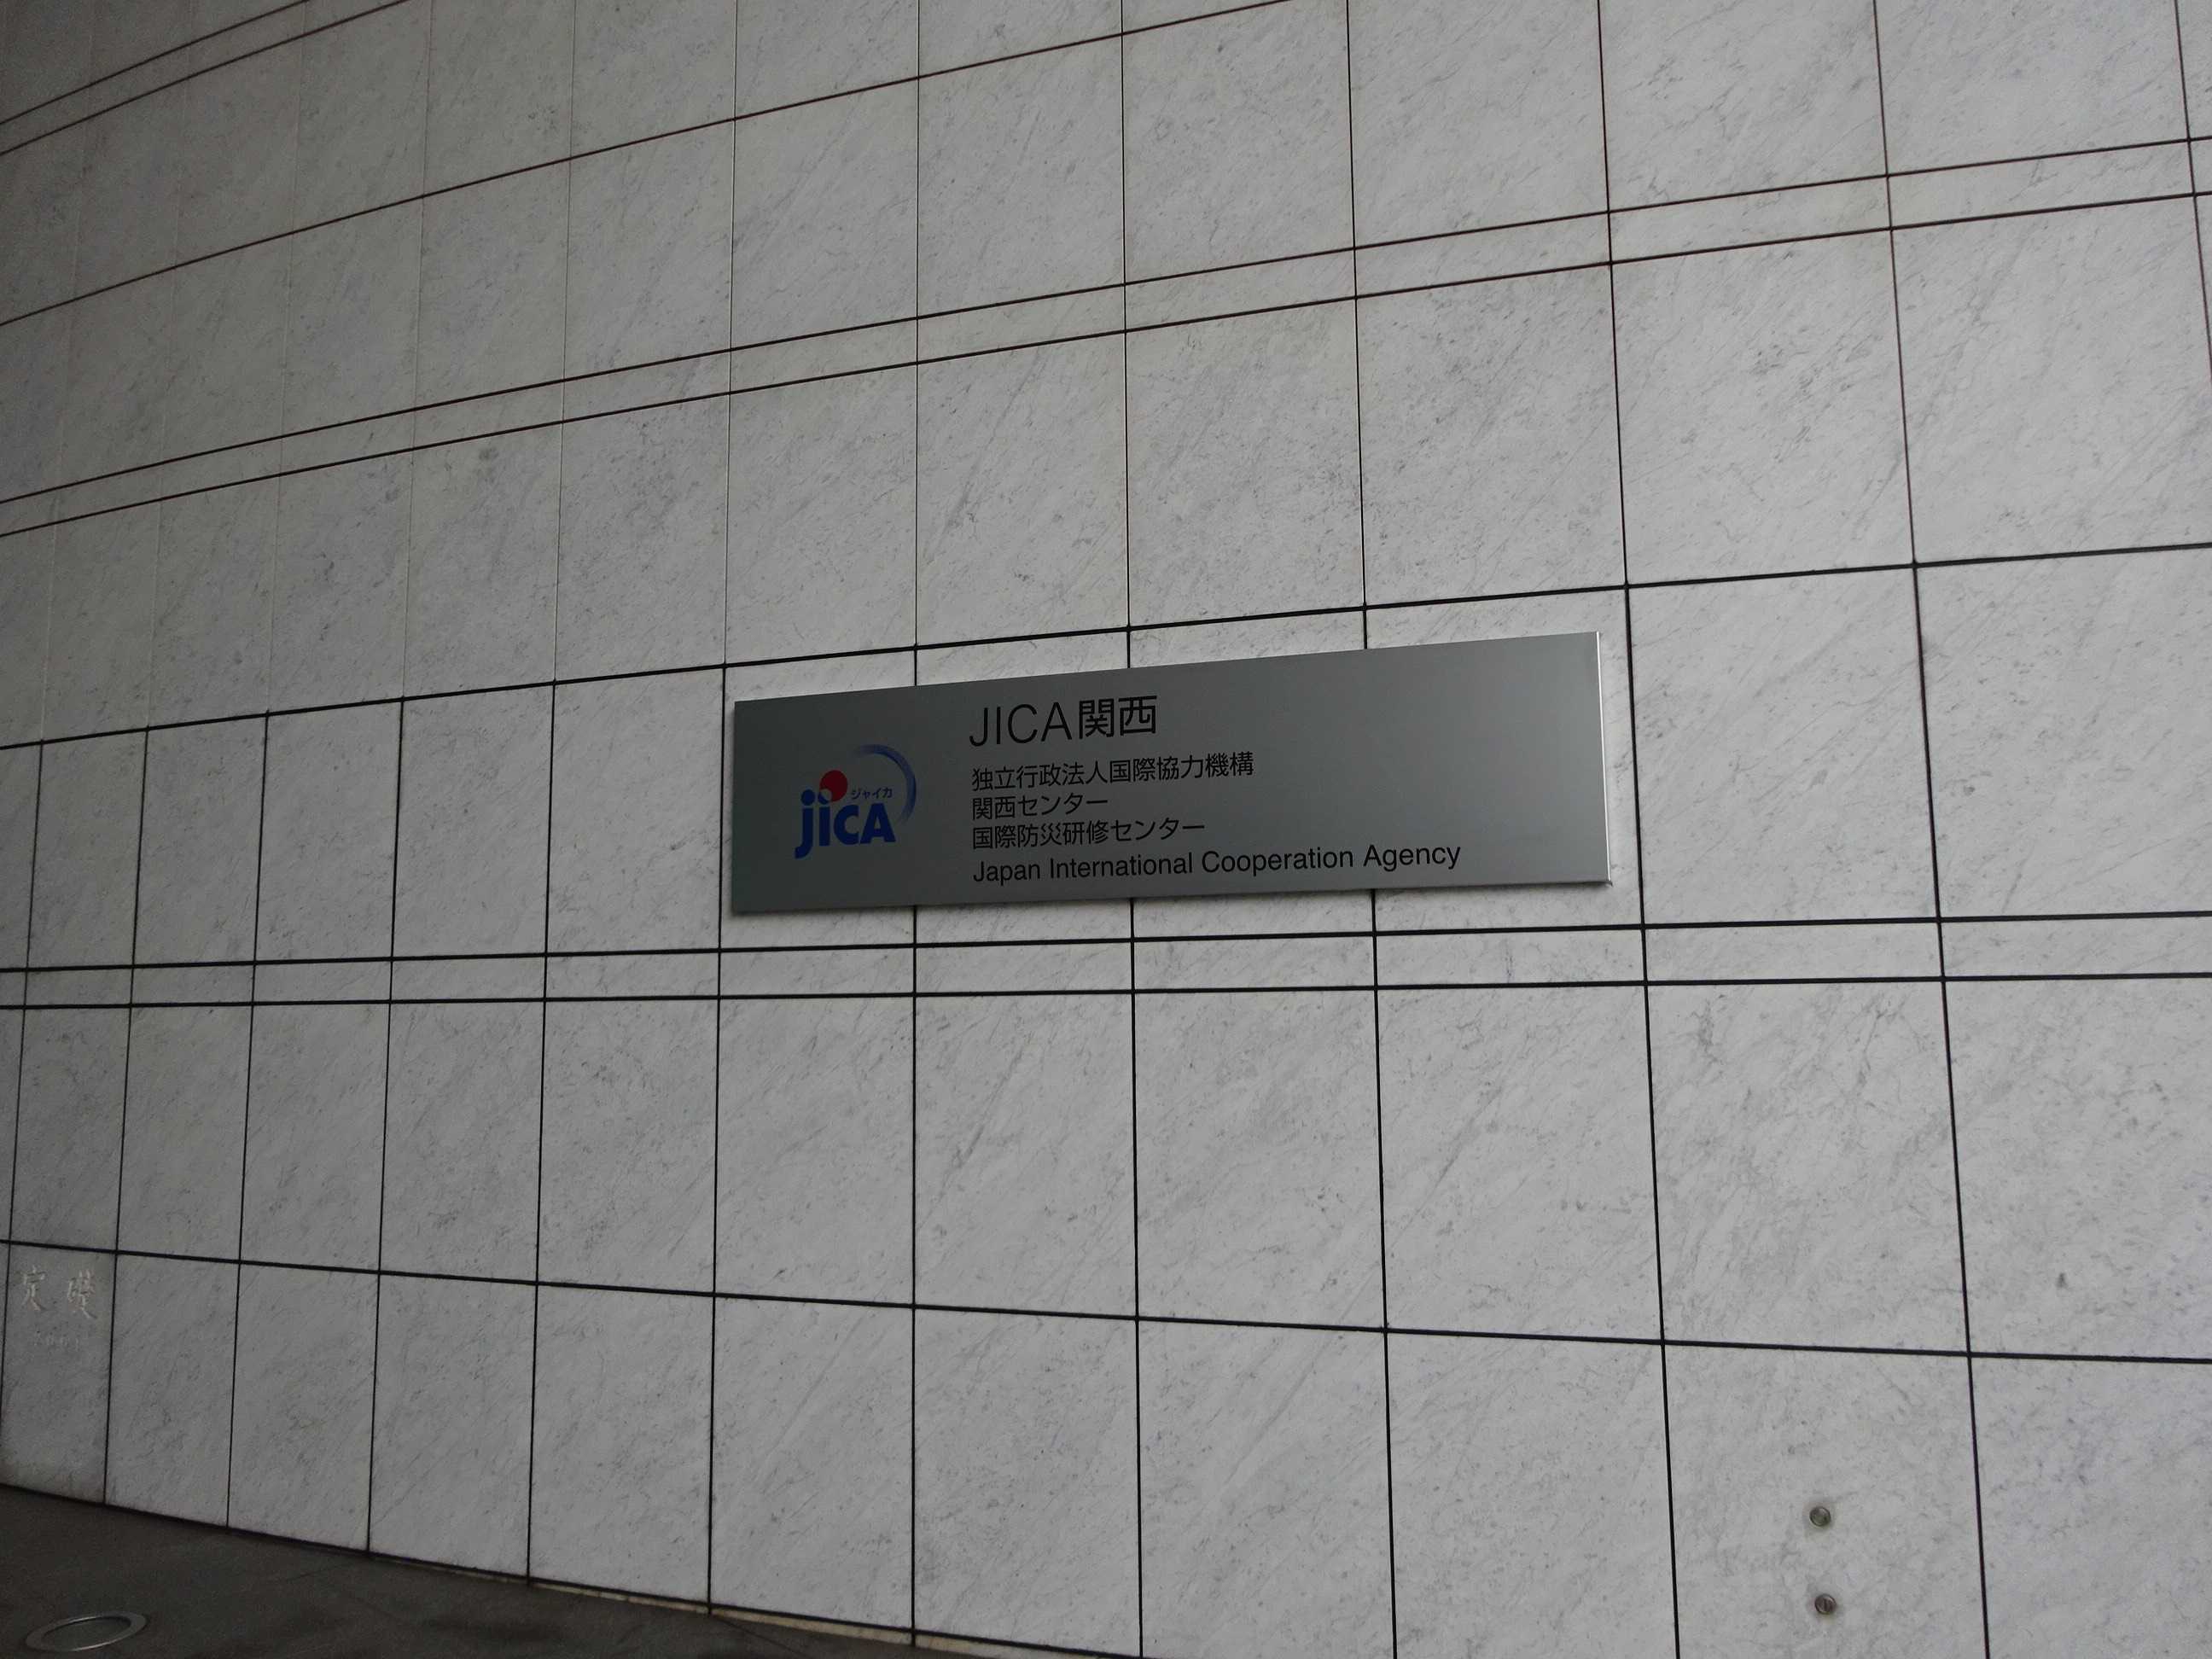 JICA関西
ジャイカ
jICA
独立行政法人国際協力機構
関西センター
国際防災研修センター
Japan International Cooperation Agency
定礎